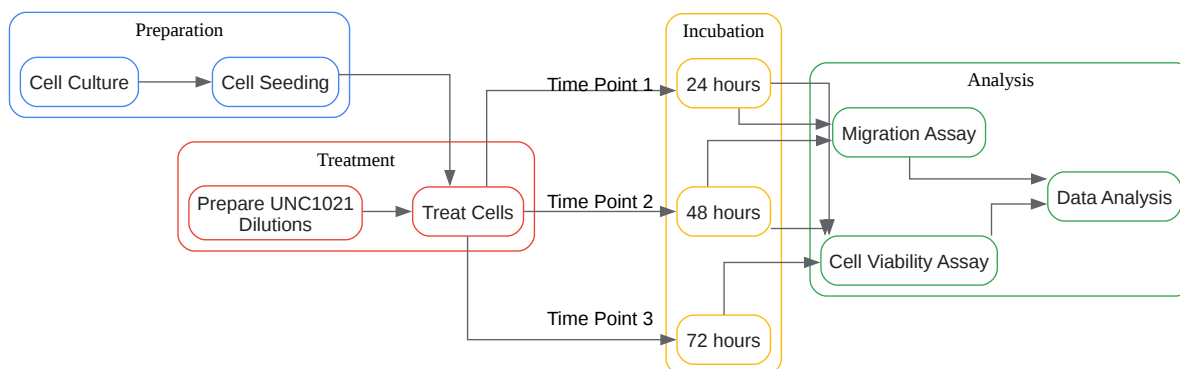 Preparation
Cell Culture
Cell Seeding
Treatment
Prepare UNC1021
Dilutions
Treat Cells
Time Point 1
Time Point 2
Time Point 3
Incubation
24 hours
48 hours
72 hours
Analysis
Migration Assay
Cell Viability Assay
Data Analysis